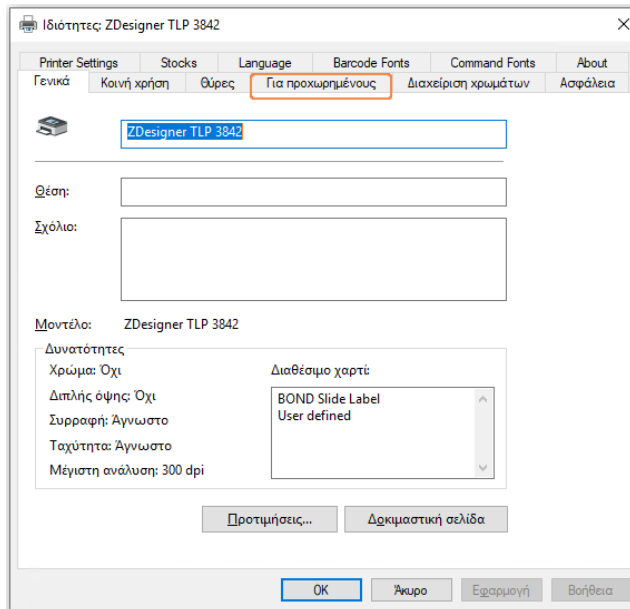 Ιδιότητες: ZDesigner TLP 3842
Printer Settings Stocks Language Barcode Fonts Command Fonts About
Γενικά Κοινή χρήση Θύρες Για προχωρημένους Διαχείριση χρωμάτων Ασφάλεια
ZDesigner TLP 3842
Θέση:
Σχόλιο:
Μοντέλο: ZDesigner TLP 3842
Δυνατότητες
Χρώμα: Όχι Διαθέσιμο χαρτί:
Διπλής όψης: Όχι BOND Slide Label
Συρραφή: Άγνωστο User defined
Ταχύτητα: Άγνωστο
Μέγιστη ανάλυση: 300 dpi
Προτιμήσεις... Δοκιμαστική σελίδα
OK Άκυρο Εφαρμογή Βοήθεια